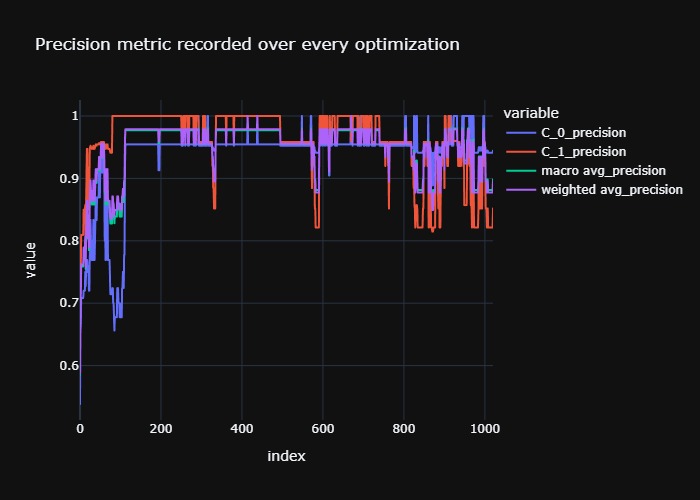 Precision metric recorded over every optimization
variable
C_0_precision
C_1_precision
macro avg_precision
weighted avg_precision
value
1
0.9
0.8
0.7
0.6
0
200
400
600
800
1000
index